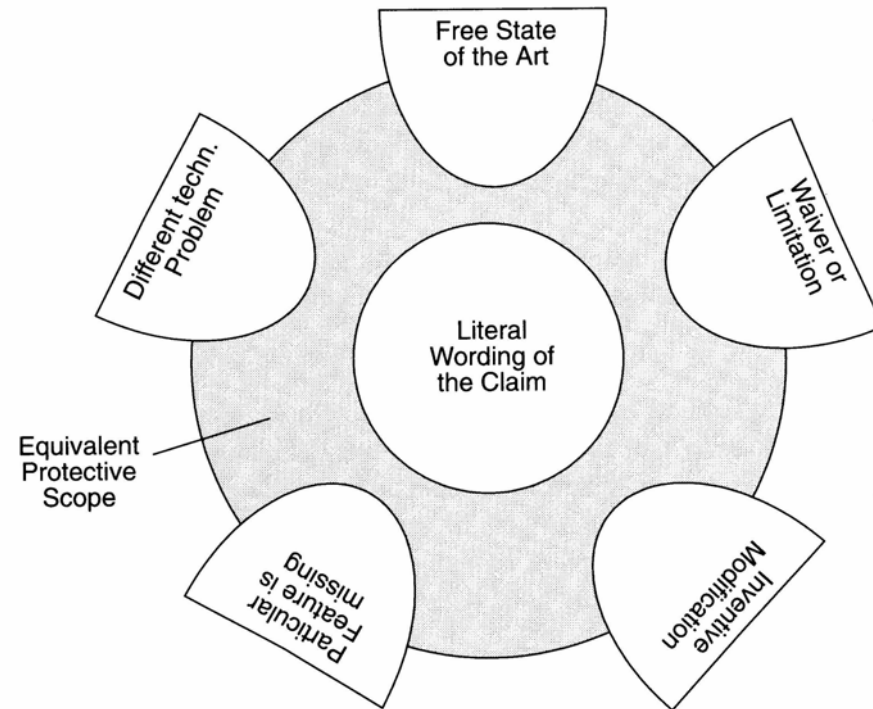 Free State
of the Art
Different techn.
Problem
Waiver or
Limitation
Literal
Wording of
the Claim
Equivalent
Protective
Scope
Particular
Feature is
missing
Inventive
Modification